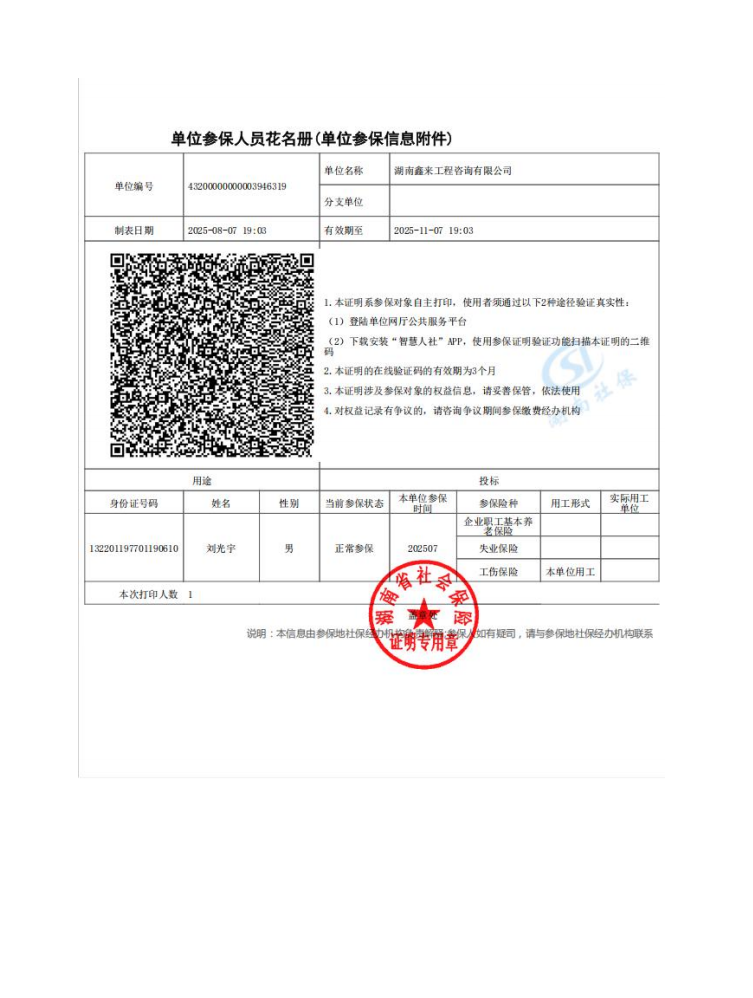 单位参保人员花名册(单位参保信息附件)
单位编号 43200000000003946319 单位名称 湖南鑫来工程咨询有限公司
分支单位
制表日期 2025-08-07 19:03 有效期至 2025-11-07 19:03
1.本证明系参保对象自主打印，使用者须通过以下2种途径验证真实性：
（1）登陆单位网厅公共服务平台
（2）下载安装“智慧人社”APP，使用参保证明验证功能扫描本证明的二维
码
2.本证明的在线验证码的有效期为3个月
3.本证明涉及参保对象的权益信息，请妥善保管，依法使用
4.对权益记录有争议的，请咨询争议期间参保缴费经办机构
湖南社保
用途 投标
身份证号码 姓名 性别 当前参保状态 本单位参保时间 参保险种 用工形式 实际用工单位
132201197701190610 刘光宇 男 正常参保 202507 企业职工基本养老保险
失业保险
工伤保险 本单位用工
本次打印人数 1
湖南省社会保险
盖章处
说明：本信息由参保地社保经办机构负责解释;参保人如有疑问，请与参保地社保经办机构联系
证明专用章